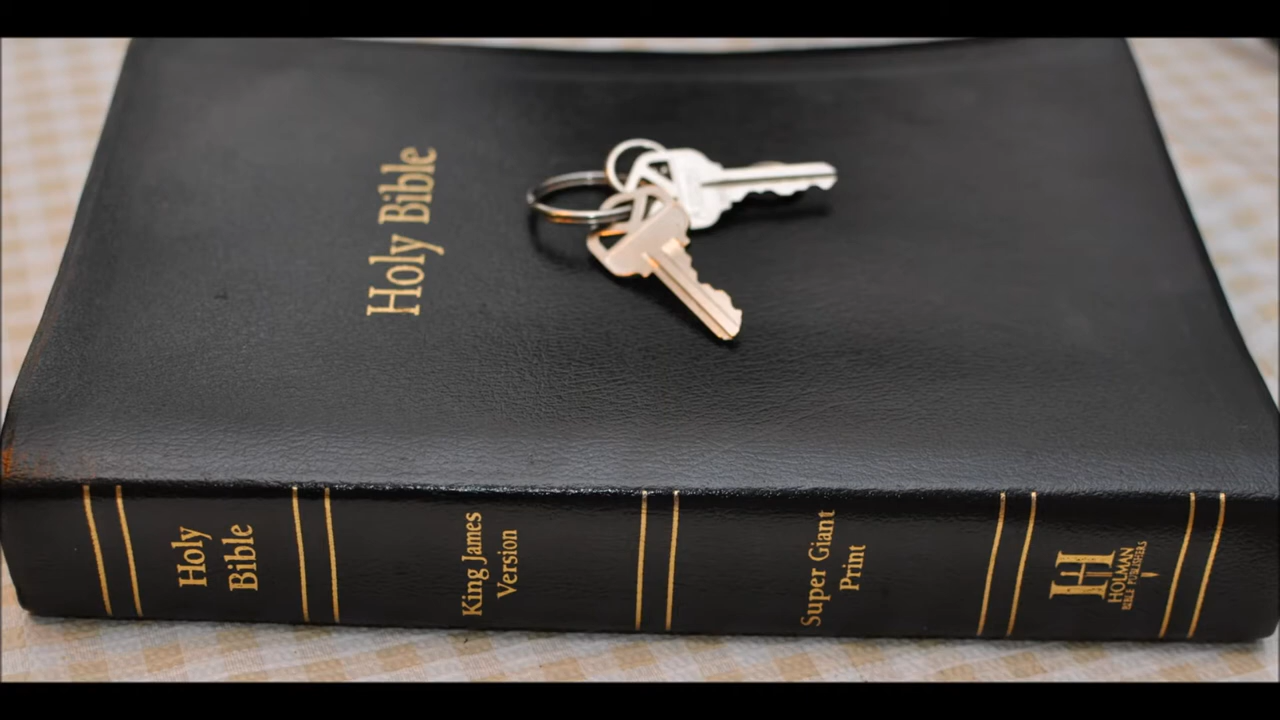 Holy Bible
Holy
Bible
King James
Version
Super Giant
Print
HOLMAN
BIBLE PUBLISHERS